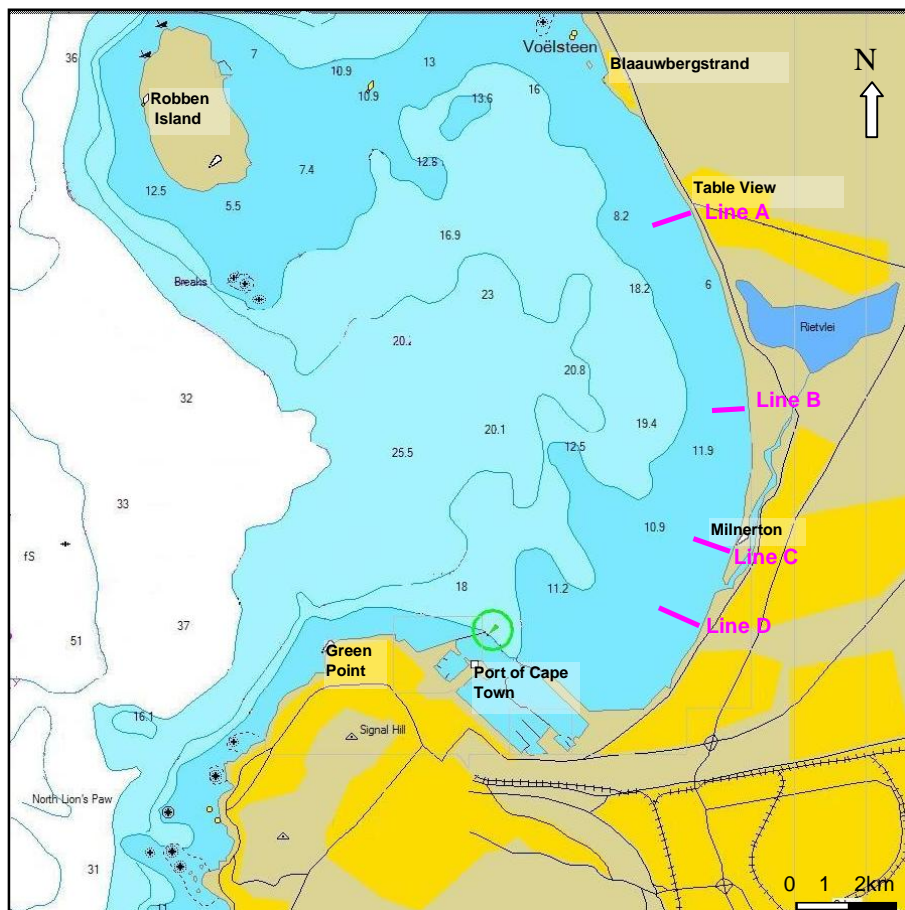 36
7
10.9
13
Voëlsteen
Blaauwbergstrand
N
10.9
13.6
16
Robben
Island
12.5
5.5
7.4
12.8
Table View
8.2
Line A
16.9
Breaks
23
18.2
6
Rietvlei
20.2
32
20.8
Line B
25.5
20.1
12.5
19.4
11.9
33
10.9
Milnerton
fS
Line C
18
11.2
51
37
Line D
Green
Point
Port of Cape
Town
16.1
Signal Hill
North Lion's Paw
31
0 1 2km